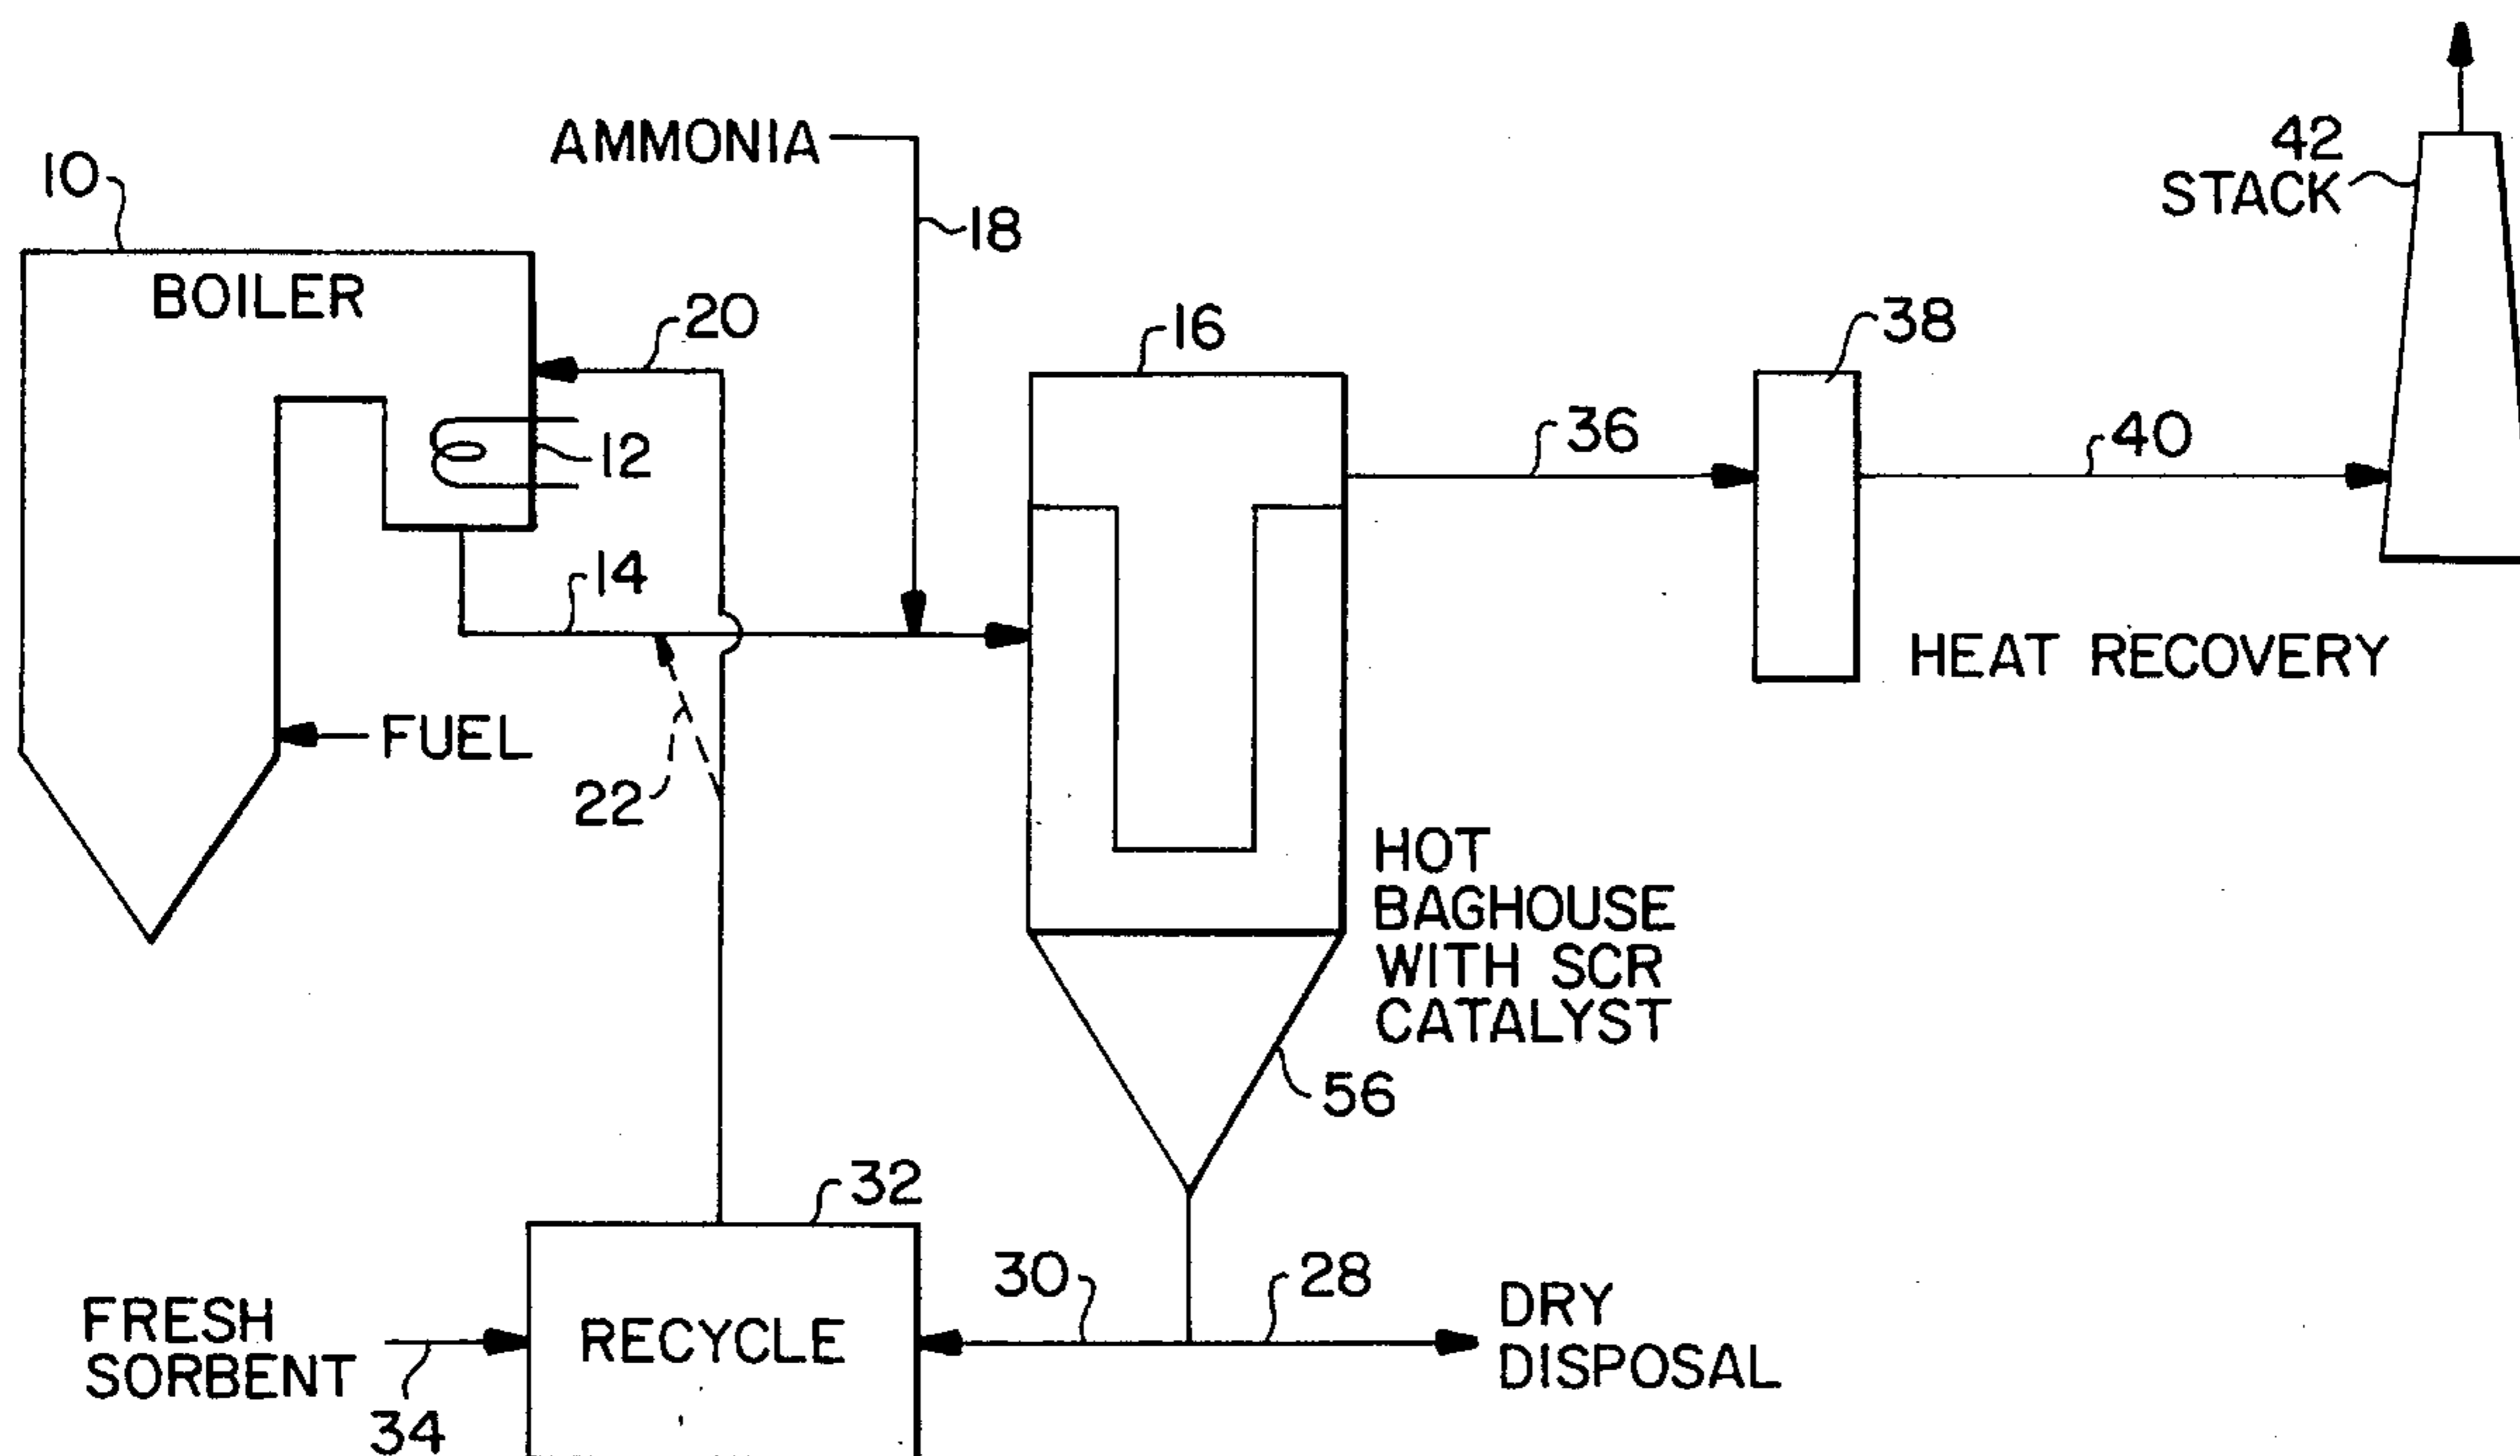 AMMONIA
10
18
42
STACK
BOILER
20
16
38
36
40
12
14
HEAT RECOVERY
FUEL
22
HOT
BAGHOUSE
WITH SCR
CATALYST
56
32
30
28
FRESH
SORBENT
34
RECYCLE
DRY
DISPOSAL